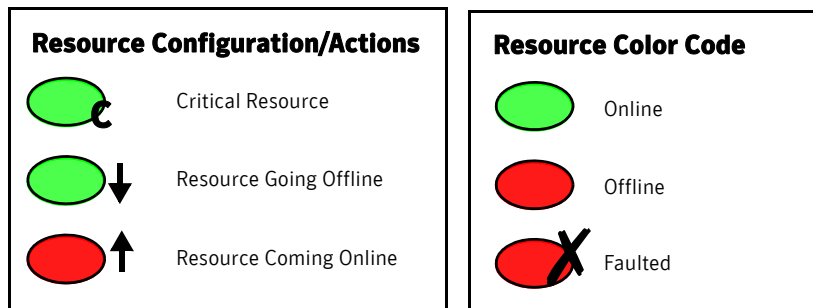 Resource Configuration/Actions
C
Critical Resource
Resource Going Offline
Resource Coming Online
Resource Color Code
Online
Offline
X
Faulted